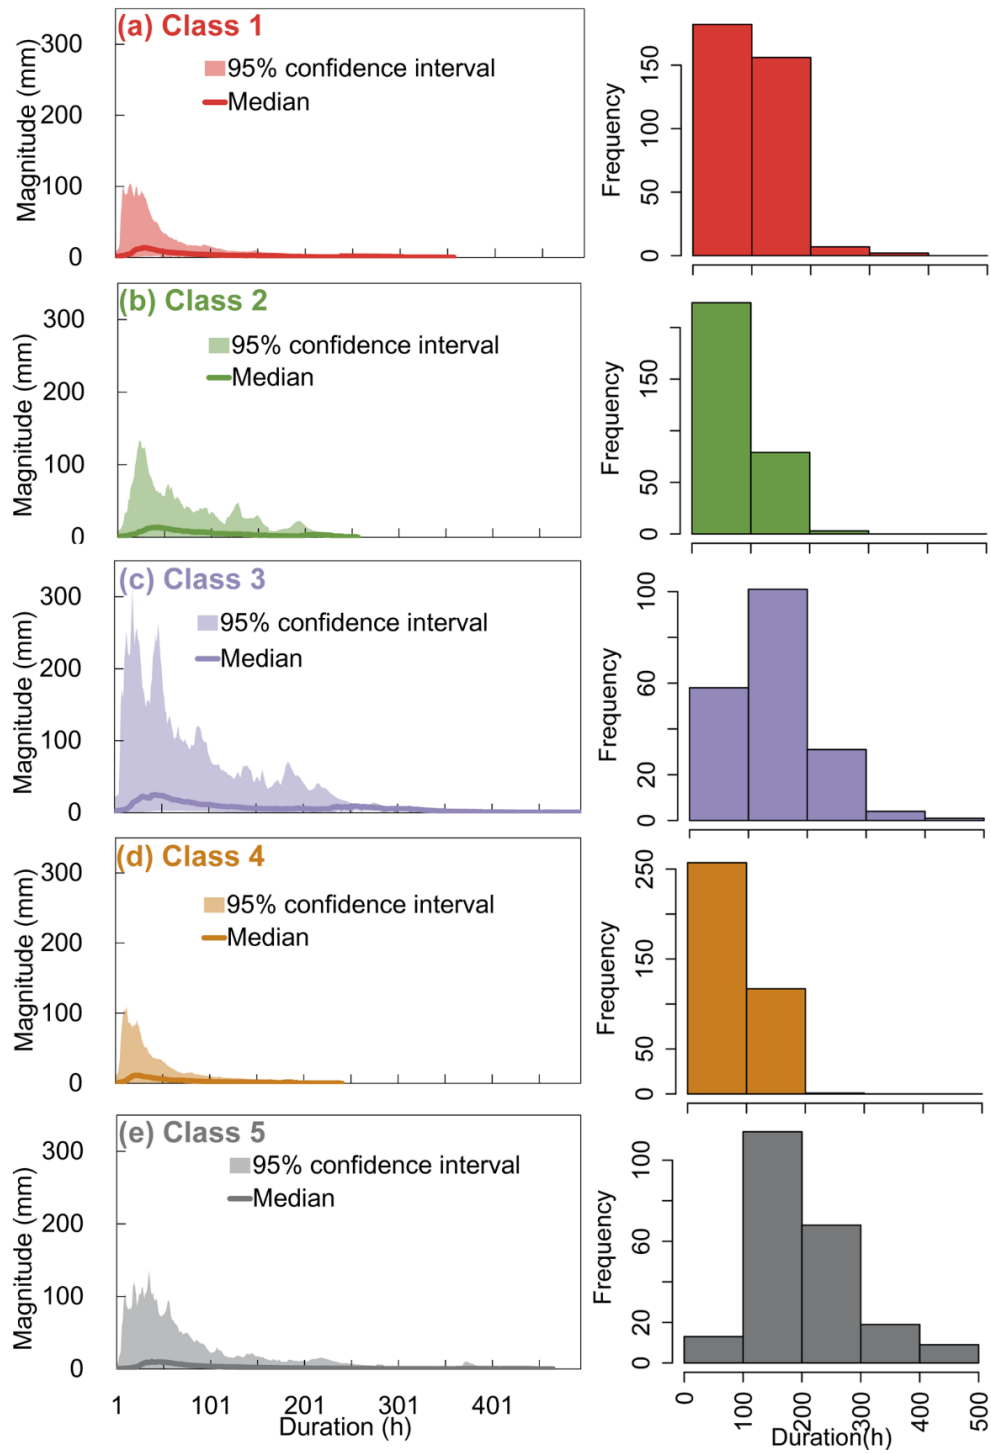 (a) Class 1
Magnitude (mm)
300
200
100
0
95% confidence interval
Median
Frequency
150
100
50
0
(b) Class 2
Magnitude (mm)
300
200
100
0
95% confidence interval
Median
Frequency
150
50
0
(c) Class 3
Magnitude (mm)
300
200
100
0
95% confidence interval
Median
Frequency
100
60
20
0
(d) Class 4
Magnitude (mm)
300
200
100
0
95% confidence interval
Median
Frequency
250
150
50
0
(e) Class 5
Magnitude (mm)
300
200
100
0
95% confidence interval
Median
1 101 201 301 401
Duration (h)
Frequency
100
60
20
0
0 100 200 300 400 500
Duration(h)